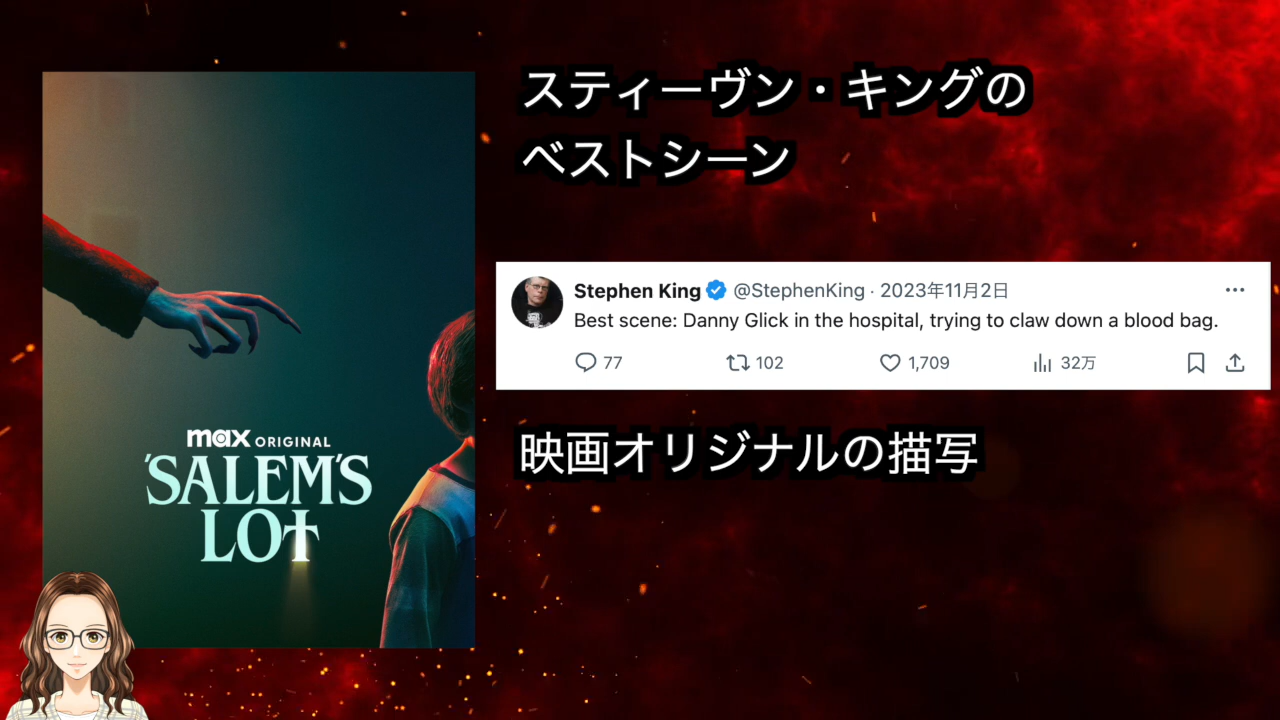 スティーヴン・キングの
ベストシーン
max ORIGINAL
'SALEM'S
LOT
Stephen King @StephenKing · 2023年11月2日
Best scene: Danny Glick in the hospital, trying to claw down a blood bag.
77 102 1,709 32万
映画オリジナルの描写